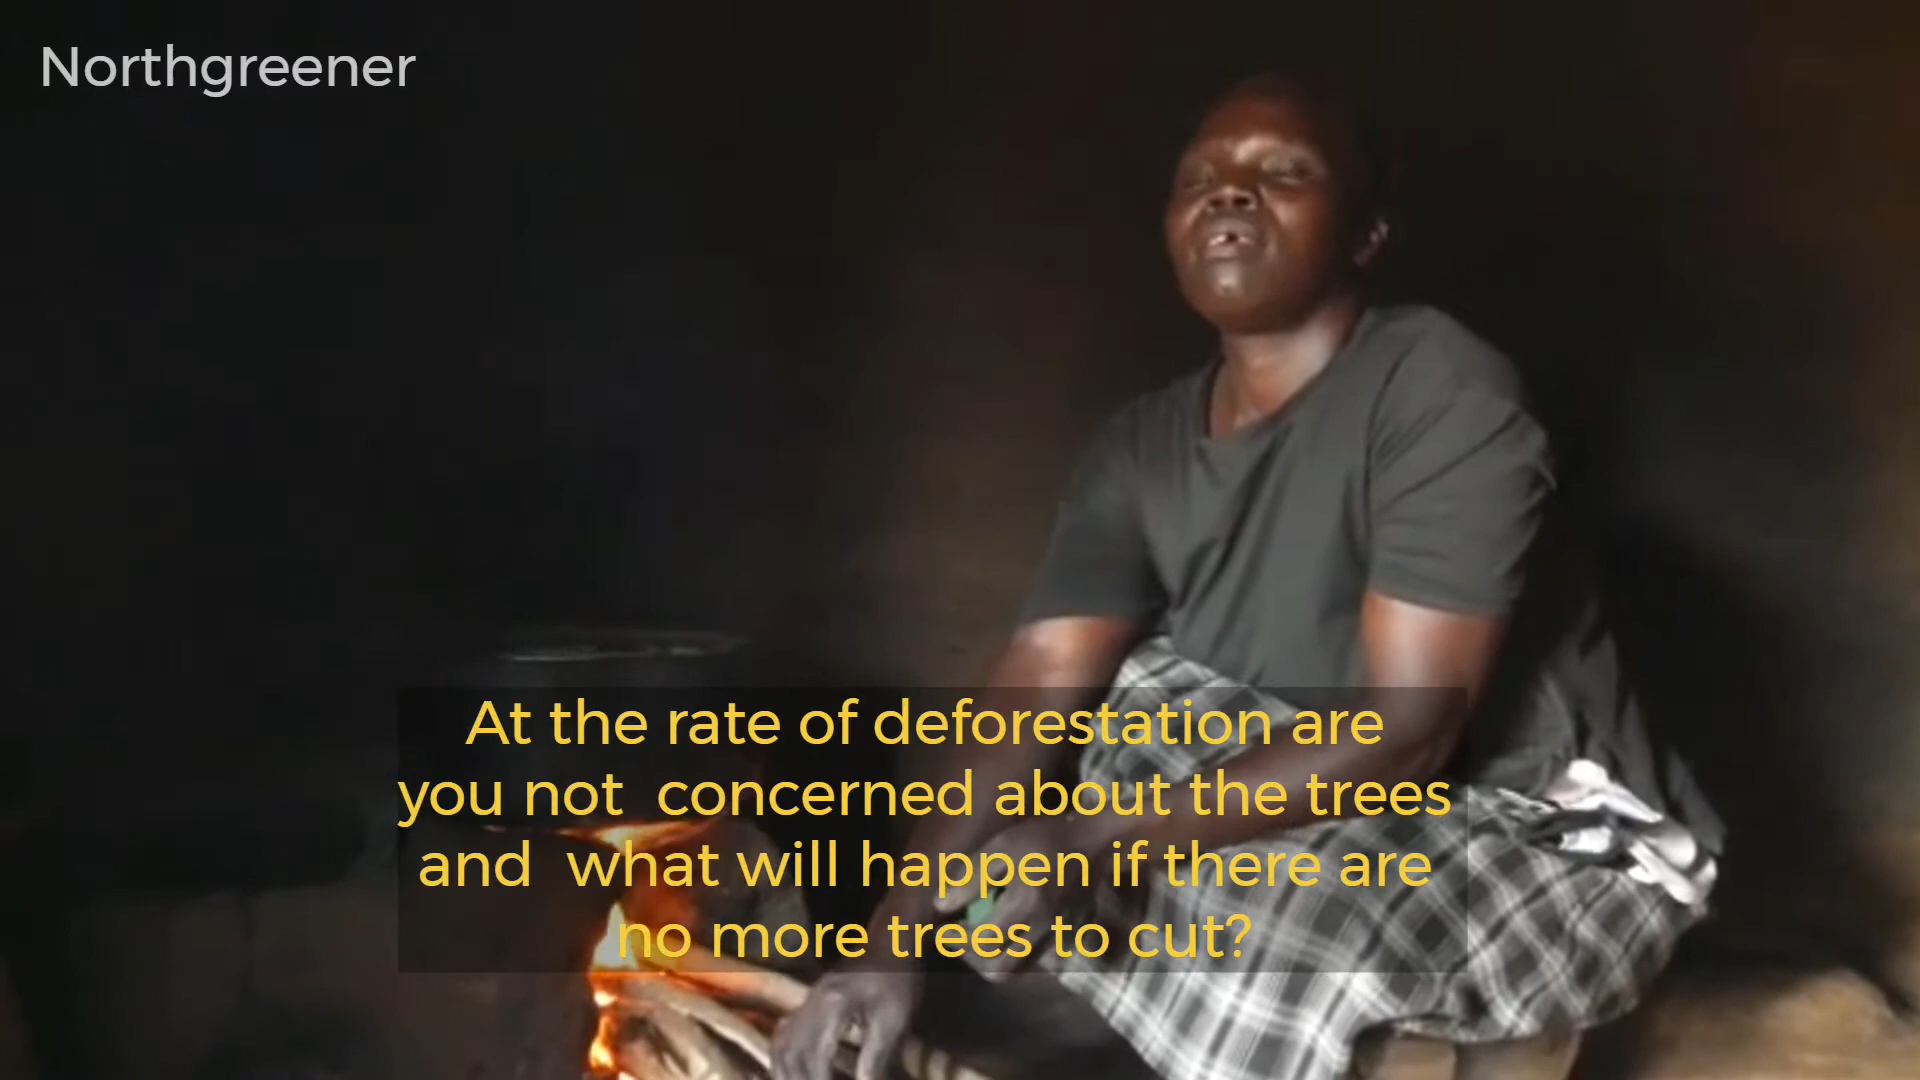 Northgreener
At the rate of deforestation are
you not  concerned about the trees
and  what will happen if there are
no more trees to cut?